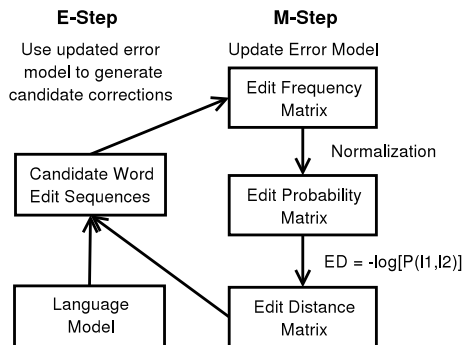 E-Step
Use updated error
model to generate
candidate corrections
Candidate Word
Edit Sequences
Language
Model
M-Step
Update Error Model
Edit Frequency
Matrix
Normalization
Edit Probability
Matrix
ED = -log[P(l1,l2)]
Edit Distance
Matrix